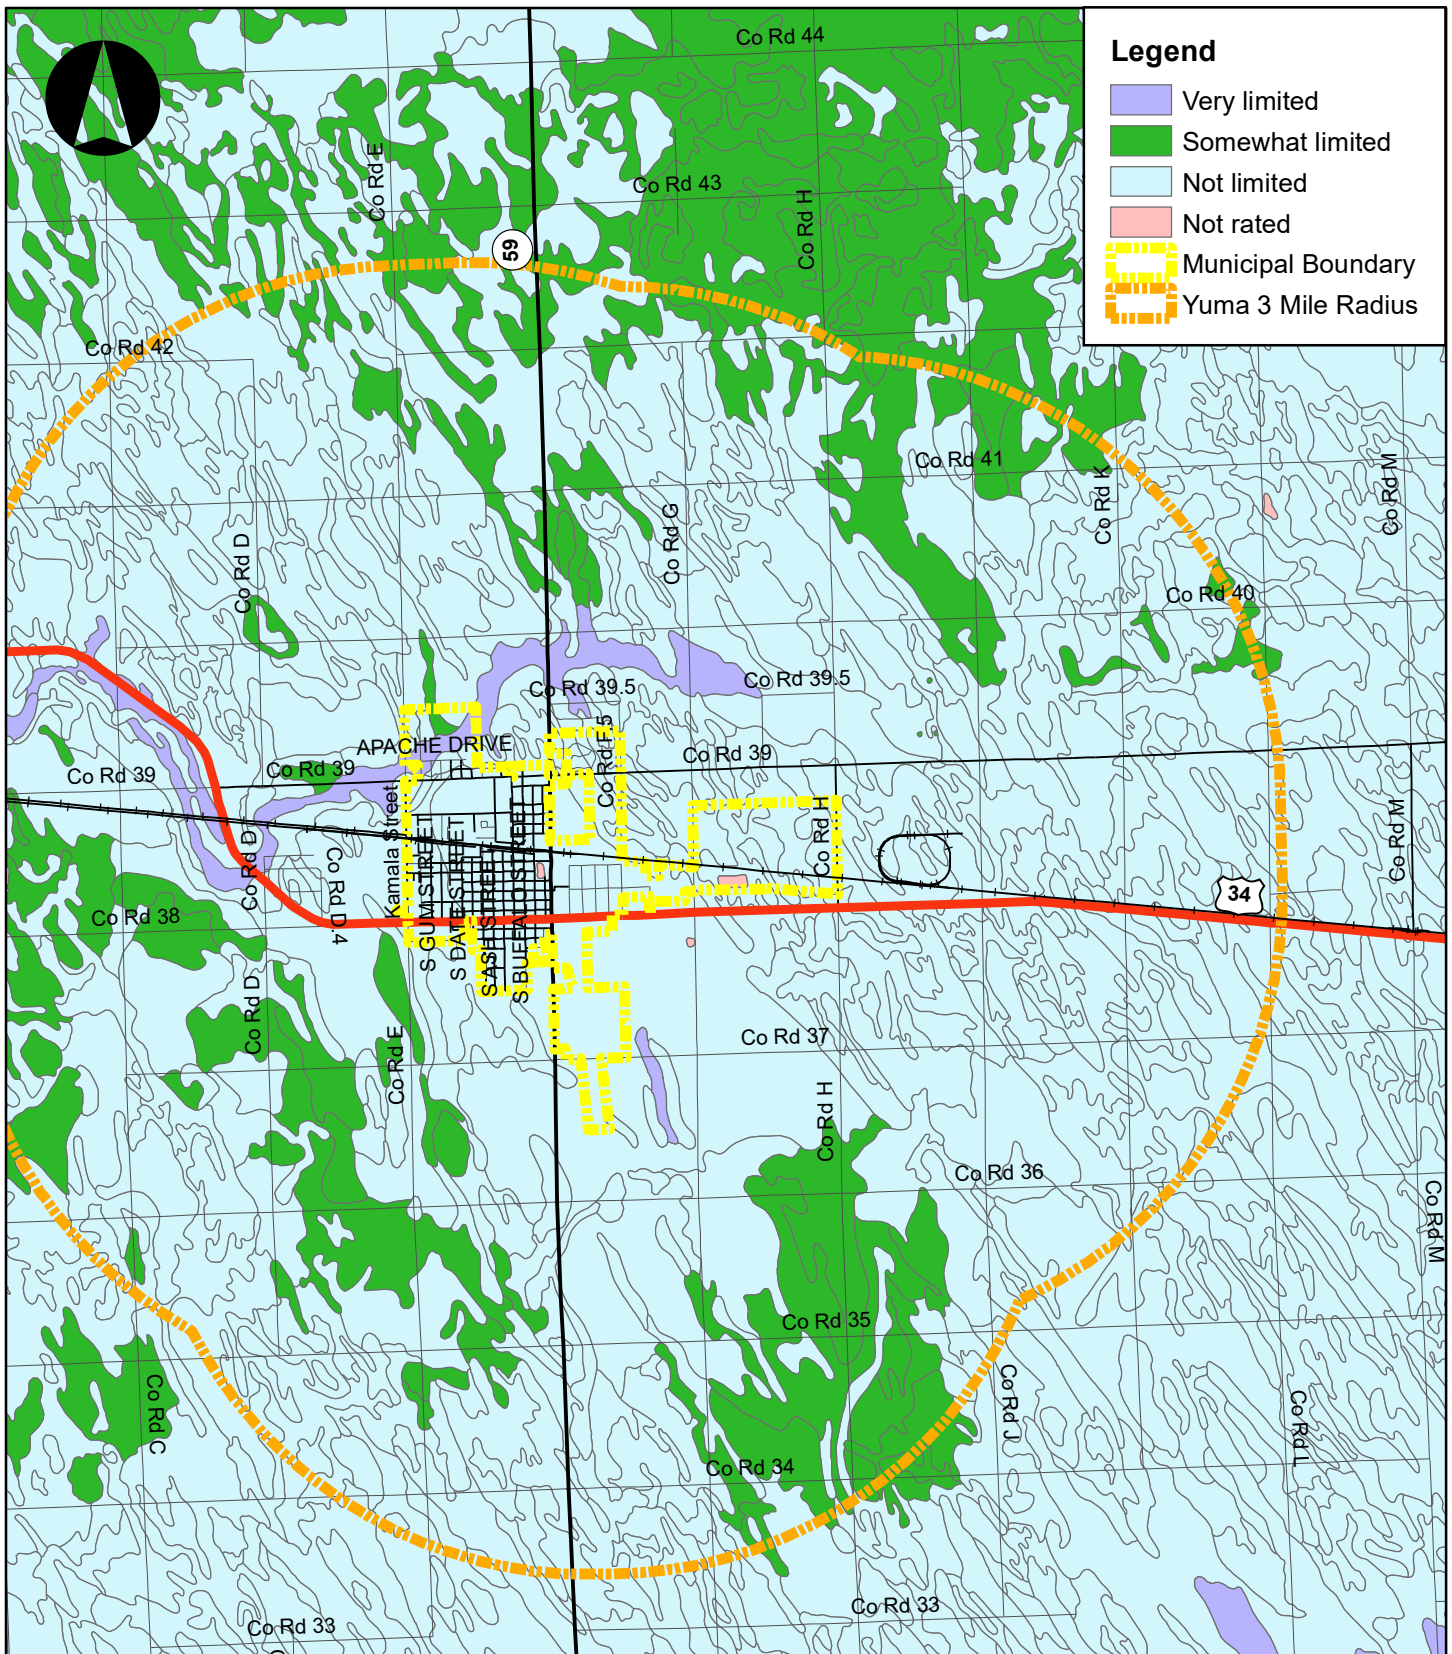 Co Rd 44
Legend
Very limited
Somewhat limited
Not limited
Not rated
Municipal Boundary
Yuma 3 Mile Radius
Co Rd E
Co Rd 43
Co Rd H
59
Co Rd 42
Co Rd 41
Co Rd K
Co Rd M
Co Rd D
Co Rd G
Co Rd 40
Co Rd 39.5
Co Rd 39.5
APACHE DRIVE
Co Rd F.5
Co Rd 39
Co Rd 39
Co Rd 39
Kamala Street
S GUM STREET
S DATE STREET
S ASH STREET
S BUFFALO STREET
Co Rd H
Co Rd M
Co Rd D
Co Rd D.4
34
Co Rd 38
Co Rd D
Co Rd E
Co Rd 37
Co Rd H
Co Rd 36
Co Rd M
Co Rd 35
Co Rd C
Co Rd J
Co Rd L
Co Rd 34
Co Rd 33
Co Rd 33